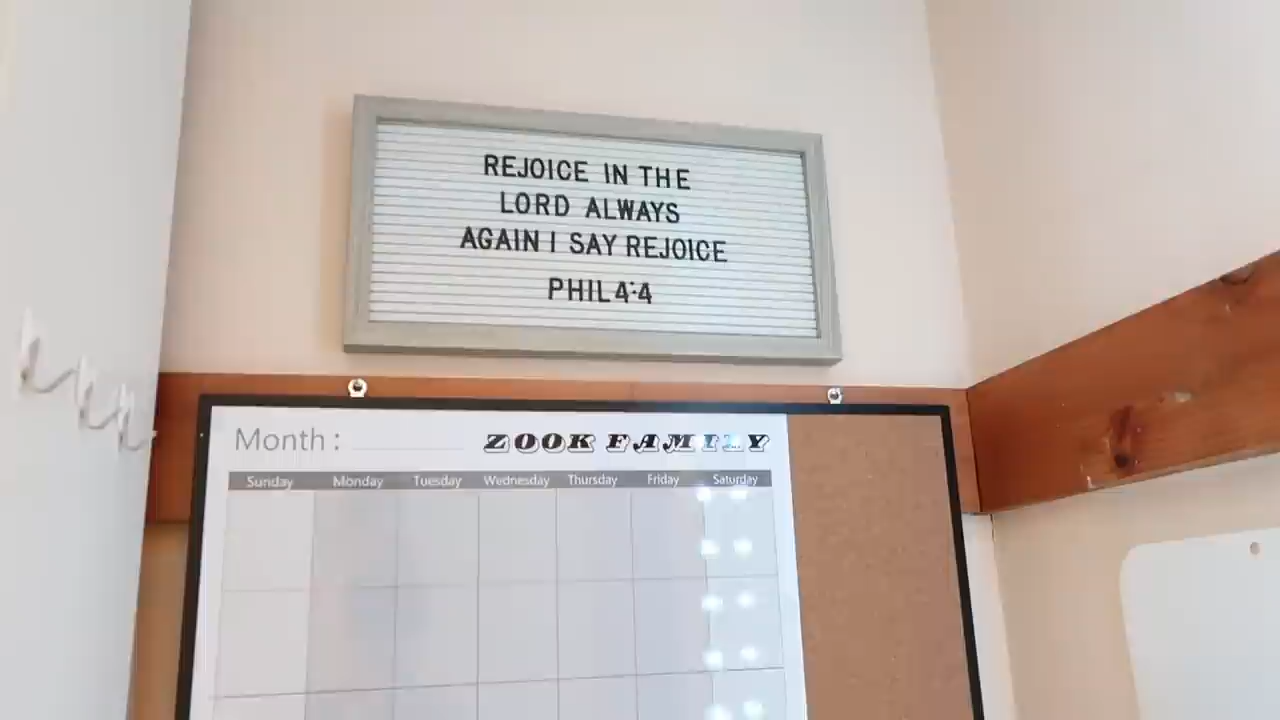 REJOICE IN THE
LORD ALWAYS
AGAIN I SAY REJOICE
PHIL 4:4
Month : ZOOK FAMILY
Sunday Monday Tuesday Wednesday Thursday Friday Saturday